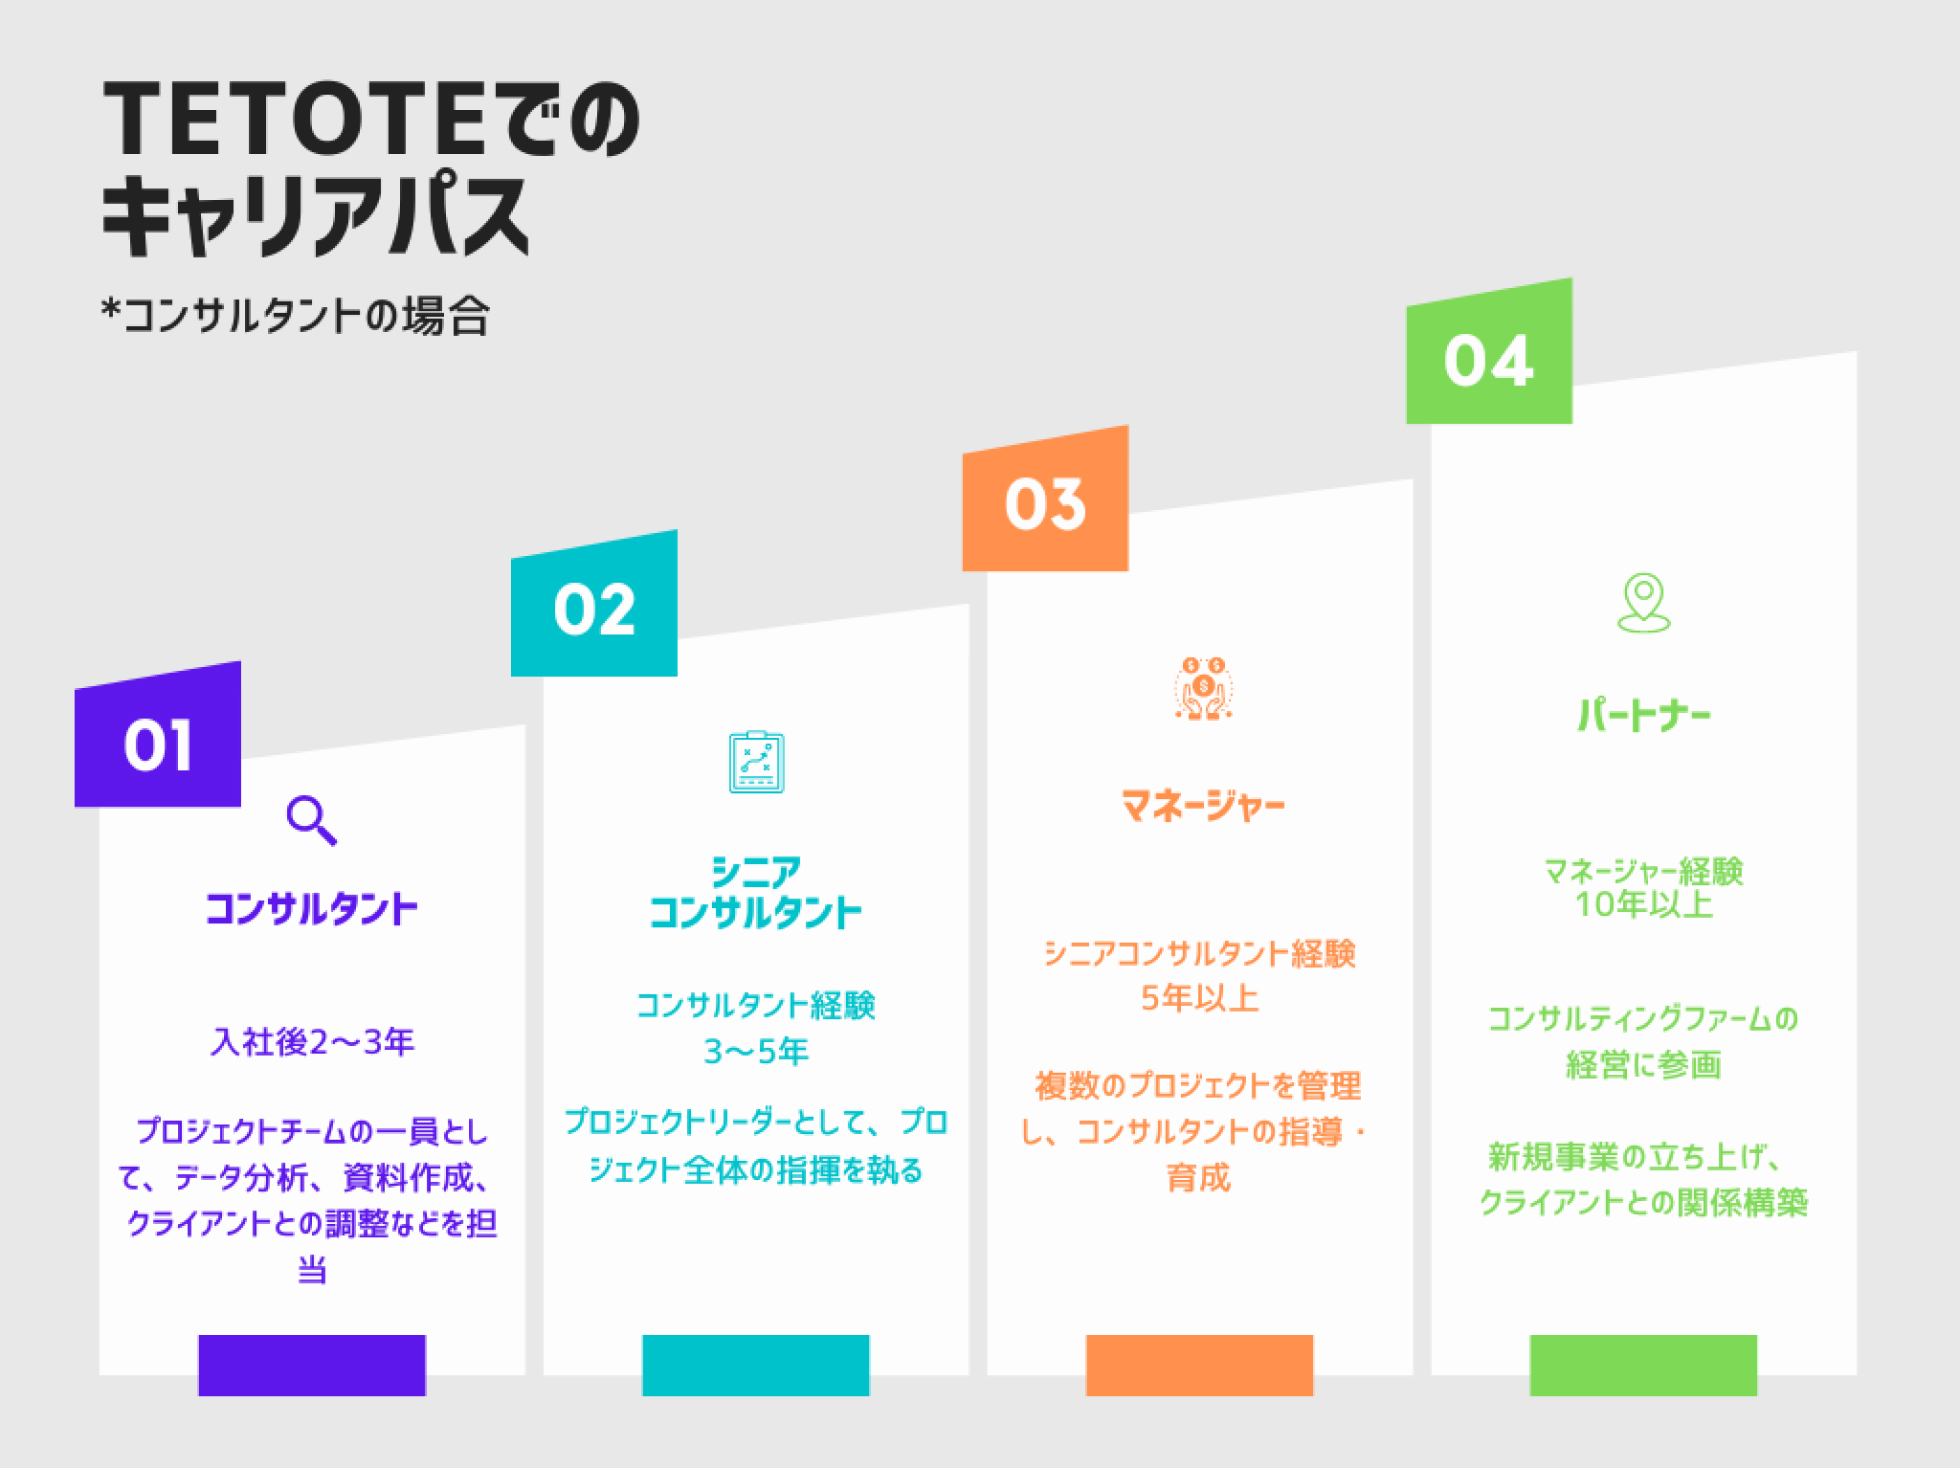 TETOTEでの
キャリアパス
*コンサルタントの場合
01
コンサルタント
入社後2〜3年
プロジェクトチームの一員とし
て、データ分析、資料作成、
クライアントとの調整などを担
当
02
シニア
コンサルタント
コンサルタント経験
3〜5年
プロジェクトリーダーとして、プロ
ジェクト全体の指揮を執る
03
マネージャー
シニアコンサルタント経験
5年以上
複数のプロジェクトを管理
し、コンサルタントの指導・
育成
04
パートナー
マネージャー経験
10年以上
コンサルティングファームの
経営に参画
新規事業の立ち上げ、
クライアントとの関係構築